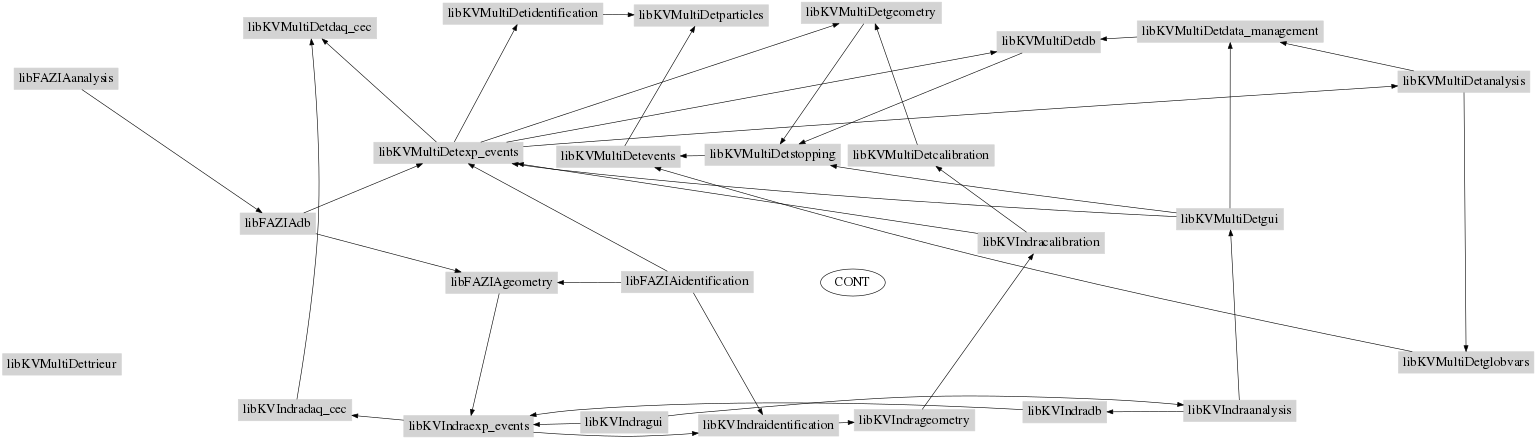 libKVMultiDetidentification
libKVMultiDetparticles
libKVMultiDetgeometry
libKVMultiDetdaq_cec
libKVMultiDetdata_management
libKVMultiDetdb
libFAZIAanalysis
libKVMultiDetanalysis
libKVMultiDetexp_events
libKVMultiDetevents
libKVMultiDetstopping
libKVMultiDetcalibration
libFAZIAdb
libKVMultiDetgui
libKVIndracalibration
libFAZIAgeometry
libFAZIAidentification
CONT
libKVMultiDettrieur
libKVMultiDetglobvars
libKVIndradaq_cec
libKVIndraexp_events
libKVIndragui
libKVIndraidentification
libKVIndrageometry
libKVIndradb
libKVIndraanalysis